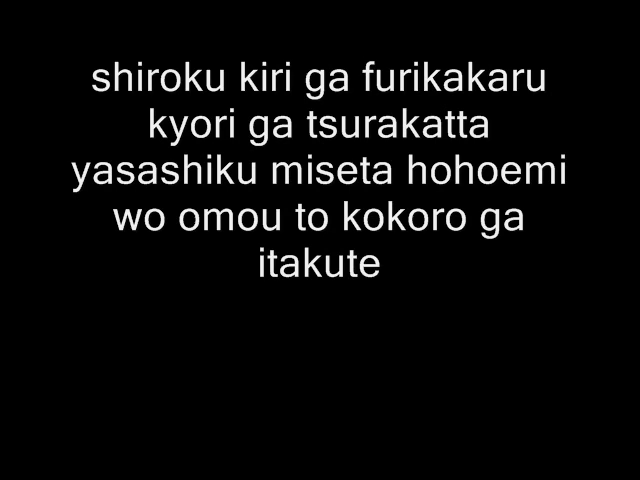 shiroku kiri ga furikakaru
kyori ga tsurakatta
yasashiku miseta hohoemi
wo omou to kokoro ga
itakute